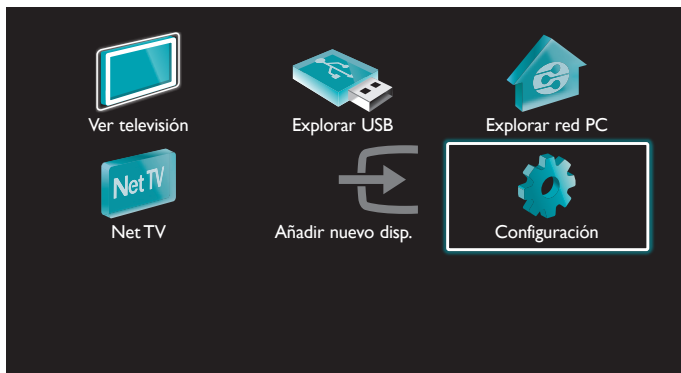 Ver televisión
Explorar USB
Explorar red PC
Net TV
Net TV
Añadir nuevo disp.
Configuración